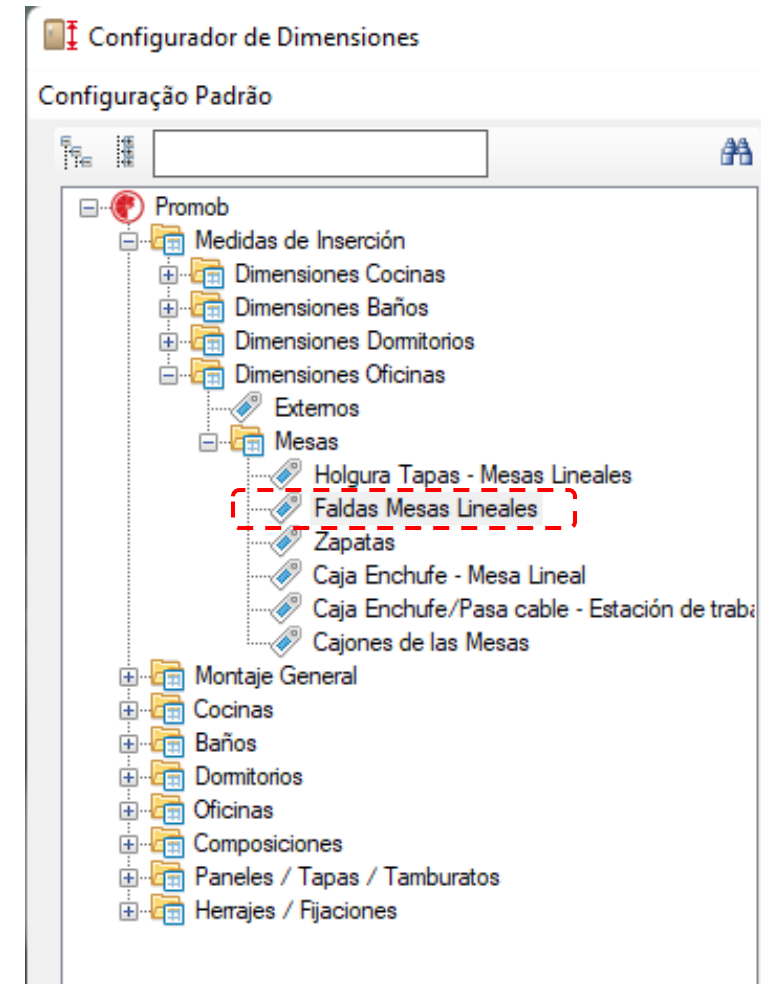 Configurador de Dimensiones
Configuração Padrão
Promob
Medidas de Inserción
Dimensiones Cocinas
Dimensiones Baños
Dimensiones Dormitorios
Dimensiones Oficinas
Externos
Mesas
Holgura Tapas - Mesas Lineales
Faldas Mesas Lineales
Zapatas
Caja Enchufe - Mesa Lineal
Caja Enchufe/Pasa cable - Estación de traba
Cajones de las Mesas
Montaje General
Cocinas
Baños
Dormitorios
Oficinas
Composiciones
Paneles / Tapas / Tamburatos
Herrajes / Fijaciones